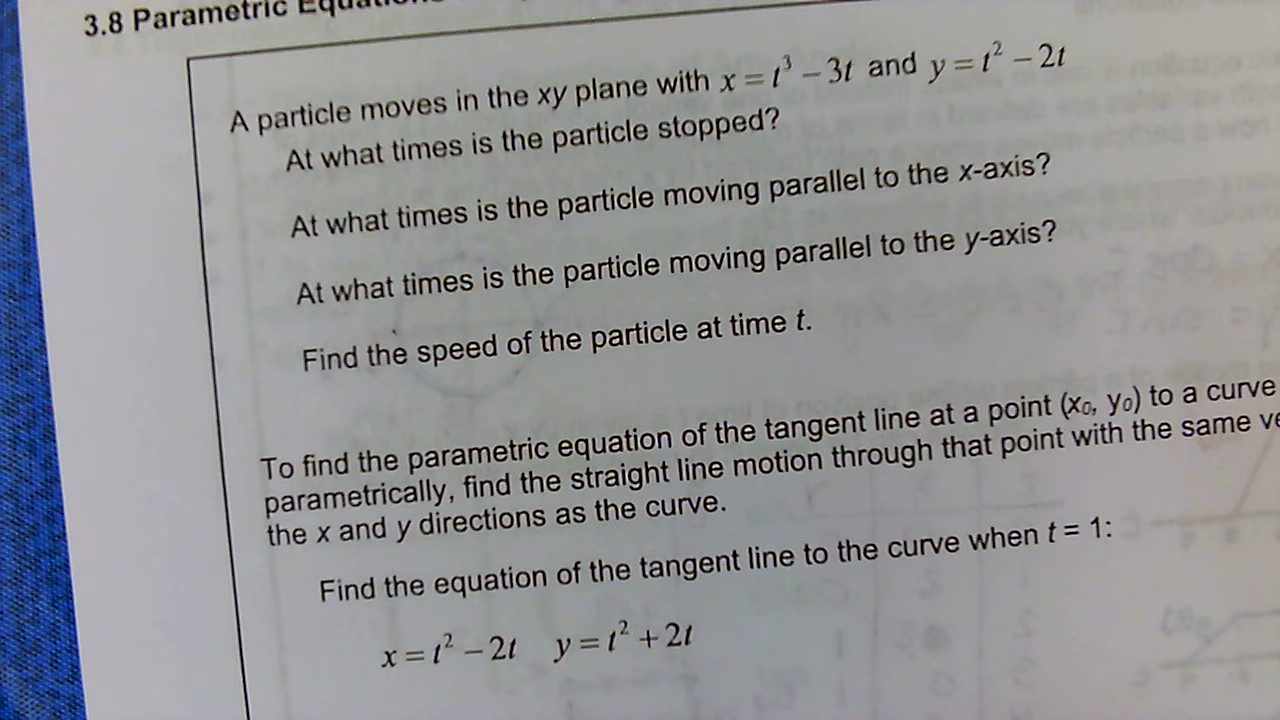 3.8 Parametric
A particle moves in the xy plane with x = t³ − 3t and y = t² − 2t
At what times is the particle stopped?
At what times is the particle moving parallel to the x-axis?
At what times is the particle moving parallel to the y-axis?
Find the speed of the particle at time t.
To find the parametric equation of the tangent line at a point (x₀, y₀) to a curve
parametrically, find the straight line motion through that point with the same
the x and y directions as the curve.
Find the equation of the tangent line to the curve when t = 1:
x = t² − 2t y = t² + 2t